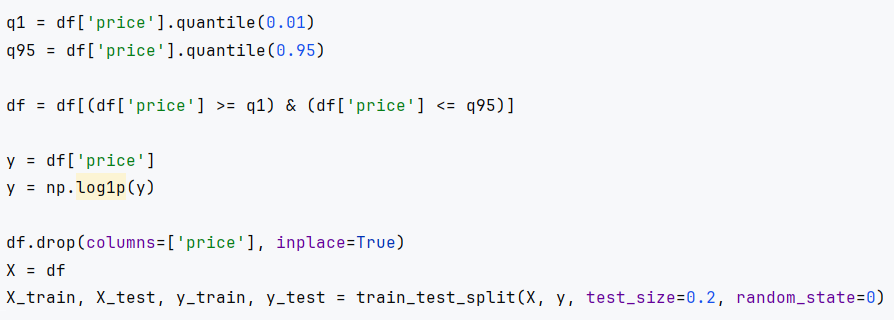 q1 = df['price'].quantile(0.01)
q95 = df['price'].quantile(0.95)
df = df[(df['price'] >= q1) & (df['price'] <= q95)]
y = df['price']
y = np.log1p(y)
df.drop(columns=['price'], inplace=True)
X = df
X_train, X_test, y_train, y_test = train_test_split(X, y, test_size=0.2, random_state=0)